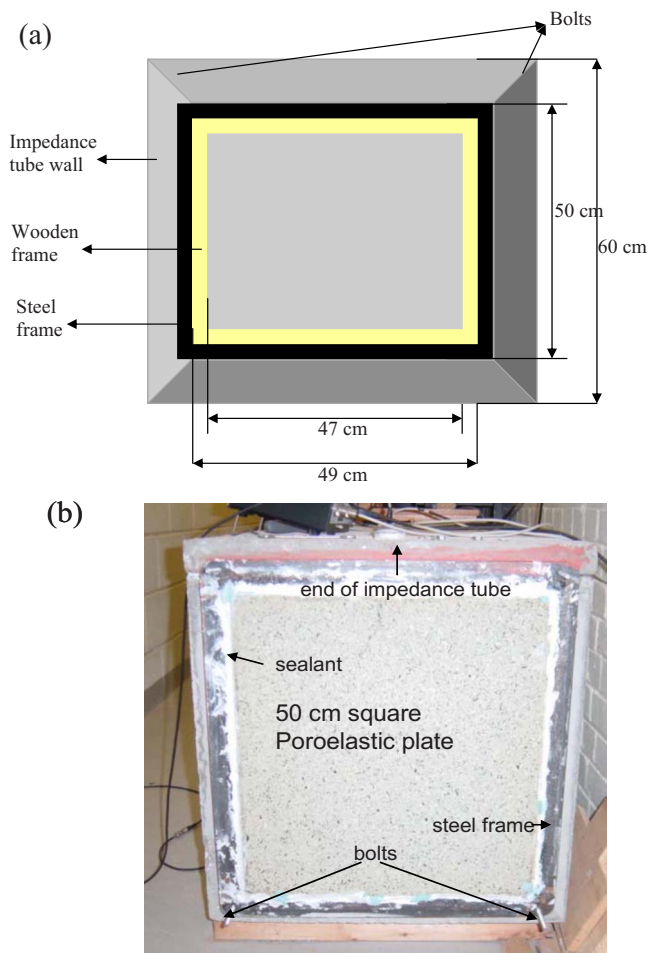 (a)
Bolts
Impedance
tube wall
50 cm
60 cm
Wooden
frame
Steel
frame
47 cm
49 cm
(b)
end of impedance tube
sealant
50 cm square
Poroelastic plate
steel frame
bolts